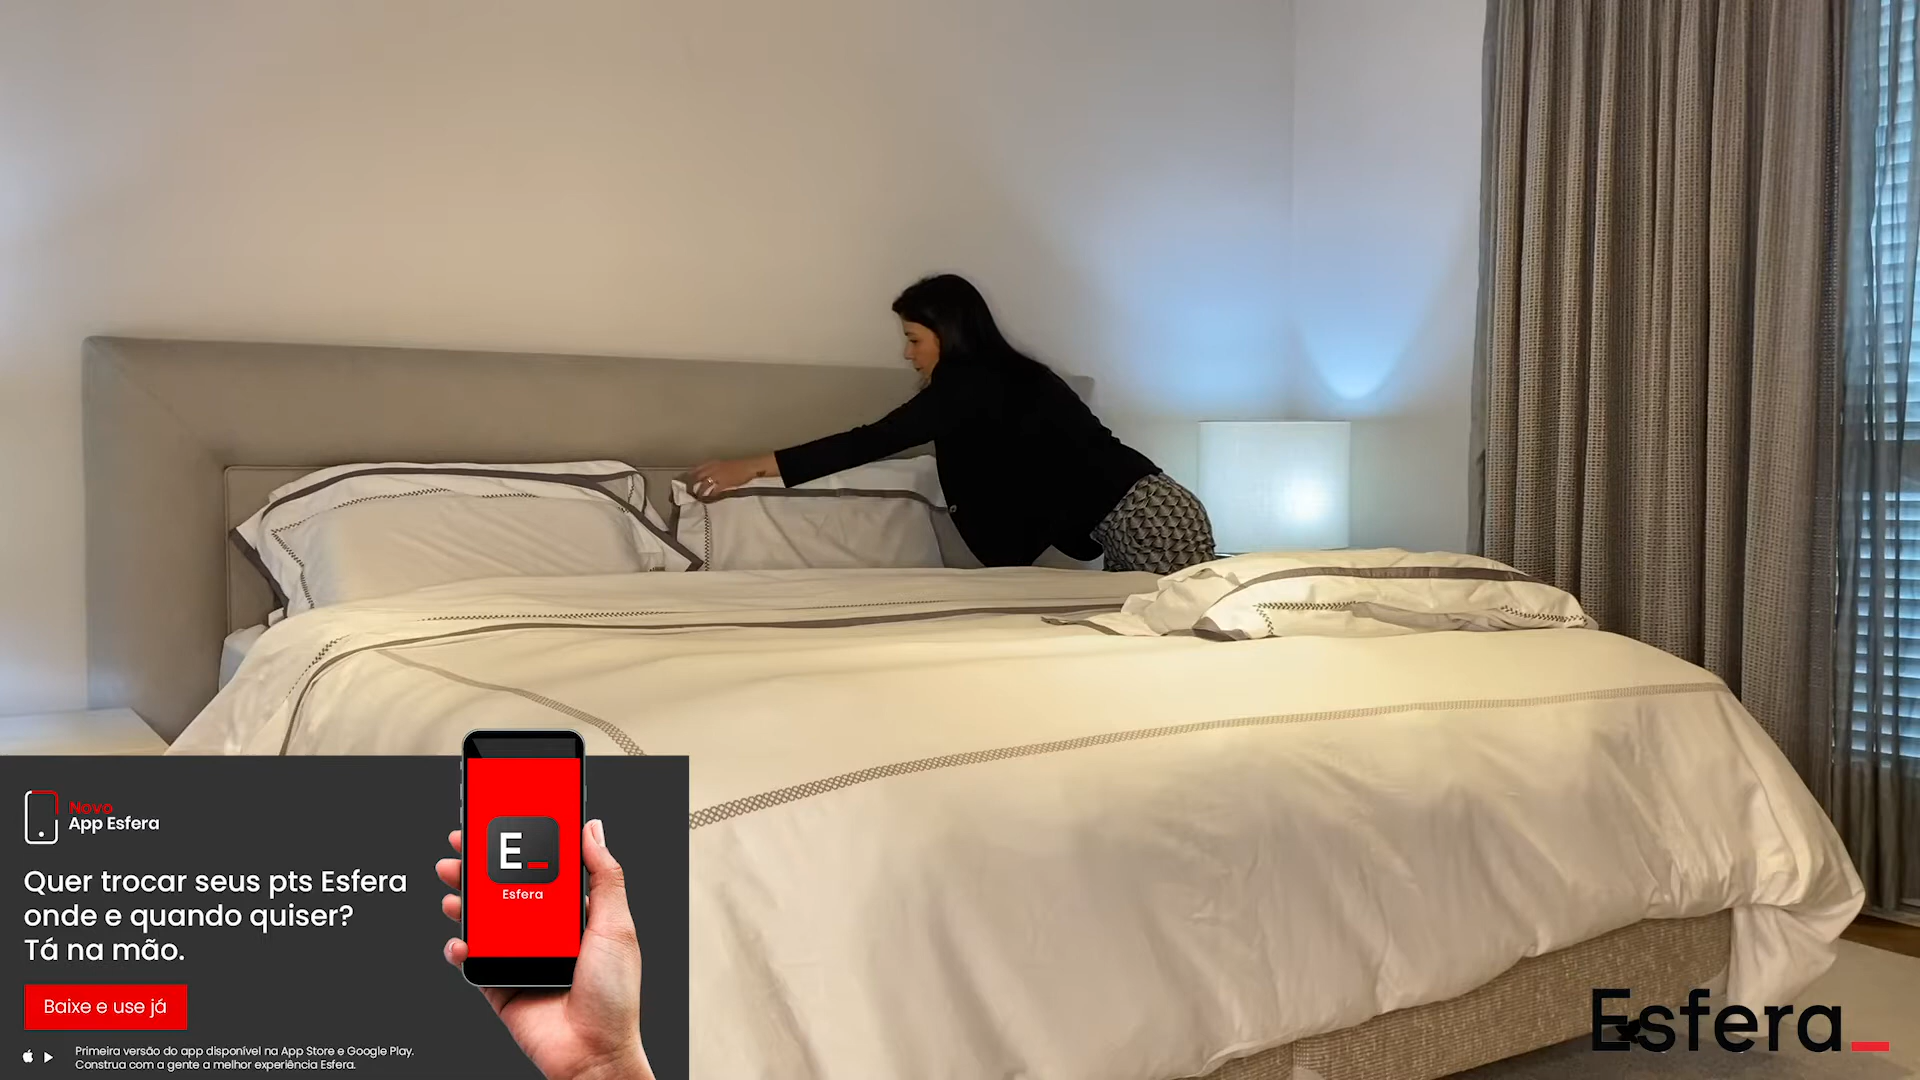 Novo
App Esfera
Quer trocar seus pts Esfera
onde e quando quiser?
Tá na mão.
Baixe e use já
Primeira versão do app disponível na App Store e Google Play.
Construa com a gente a melhor experiência Esfera.
E_
Esfera
Esfera_